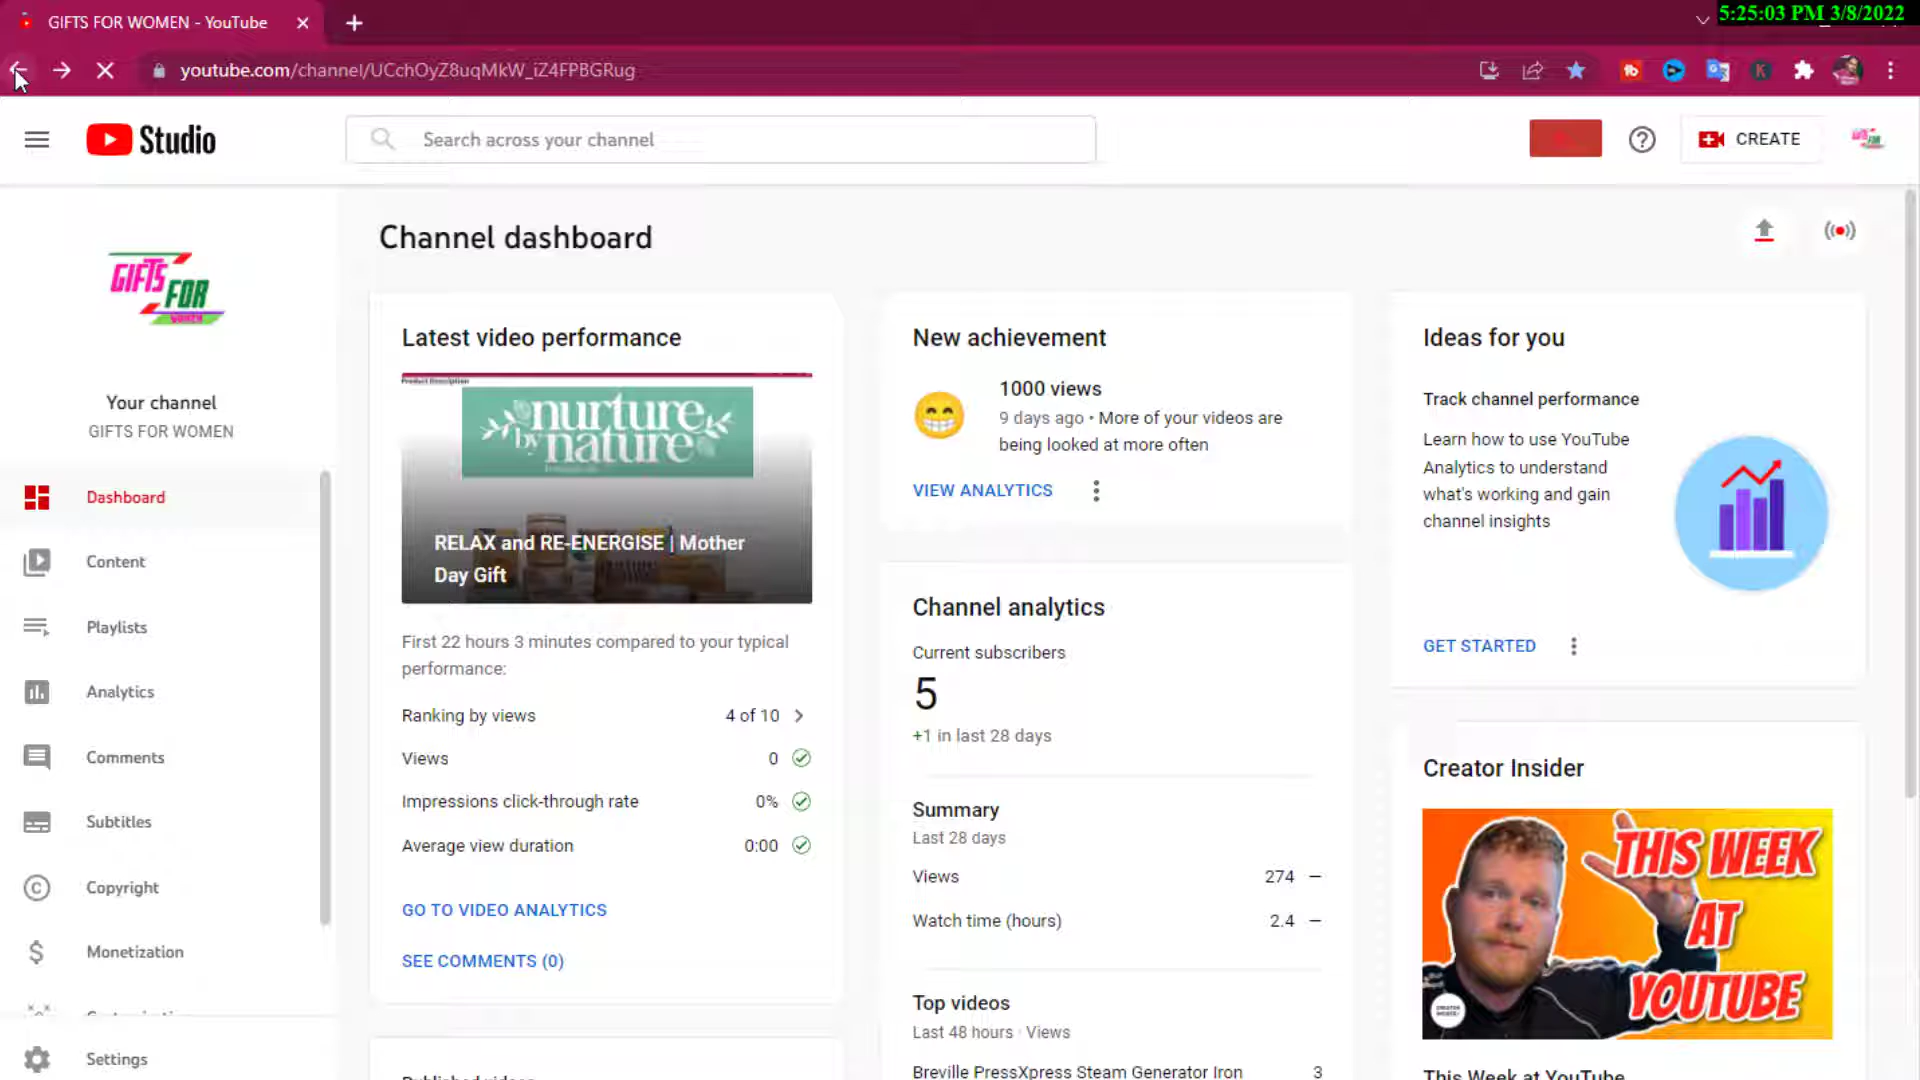 GIFTS FOR WOMEN - YouTube
5:25:03 PM 3/8/2022
youtube.com/channel/UCchOyZ8uqMkW_iZ4FPBGRug
Studio
Search across your channel
CREATE
GIFTS
FOR
WOMEN
Your channel
GIFTS FOR WOMEN
Dashboard
Content
Playlists
Analytics
Comments
Subtitles
Copyright
Monetization
Settings
Channel dashboard
Latest video performance
Product Description
nurture
by nature
RELAX and RE-ENERGISE | Mother
Day Gift
First 22 hours 3 minutes compared to your typical
performance:
Ranking by views 4 of 10
Views 0
Impressions click-through rate 0%
Average view duration 0:00
GO TO VIDEO ANALYTICS
SEE COMMENTS (0)
Published videos
New achievement
1000 views
9 days ago • More of your videos are
being looked at more often
VIEW ANALYTICS
Channel analytics
Current subscribers
5
+1 in last 28 days
Summary
Last 28 days
Views 274 —
Watch time (hours) 2.4 —
Top videos
Last 48 hours · Views
Breville PressXpress Steam Generator Iron 3
Ideas for you
Track channel performance
Learn how to use YouTube
Analytics to understand
what's working and gain
channel insights
GET STARTED
Creator Insider
THIS WEEK
AT
YOUTUBE
This Week at YouTube